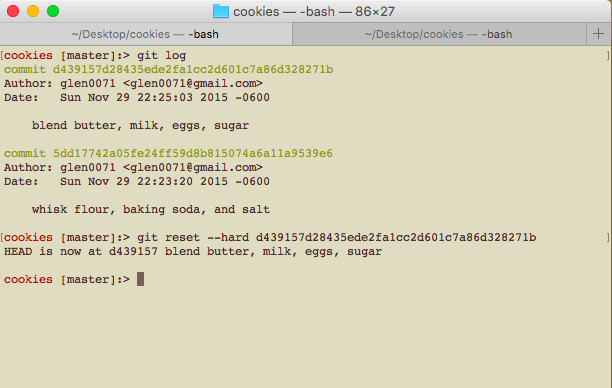 cookies — -bash — 86×27
~/Desktop/cookies — -bash
~/Desktop/cookies — -bash
+
[cookies [master]:> git log ]
commit d439157d28435ede2fa1cc2d601c7a86d328271b
Author: glen0071 <glen0071@gmail.com>
Date:   Sun Nov 29 22:25:03 2015 -0600
    blend butter, milk, eggs, sugar
commit 5dd17742a05fe24ff59d8b815074a6a11a9539e6
Author: glen0071 <glen0071@gmail.com>
Date:   Sun Nov 29 22:23:20 2015 -0600
    whisk flour, baking soda, and salt
[cookies [master]:> git reset --hard d439157d28435ede2fa1cc2d601c7a86d328271b ]
HEAD is now at d439157 blend butter, milk, eggs, sugar
cookies [master]:>